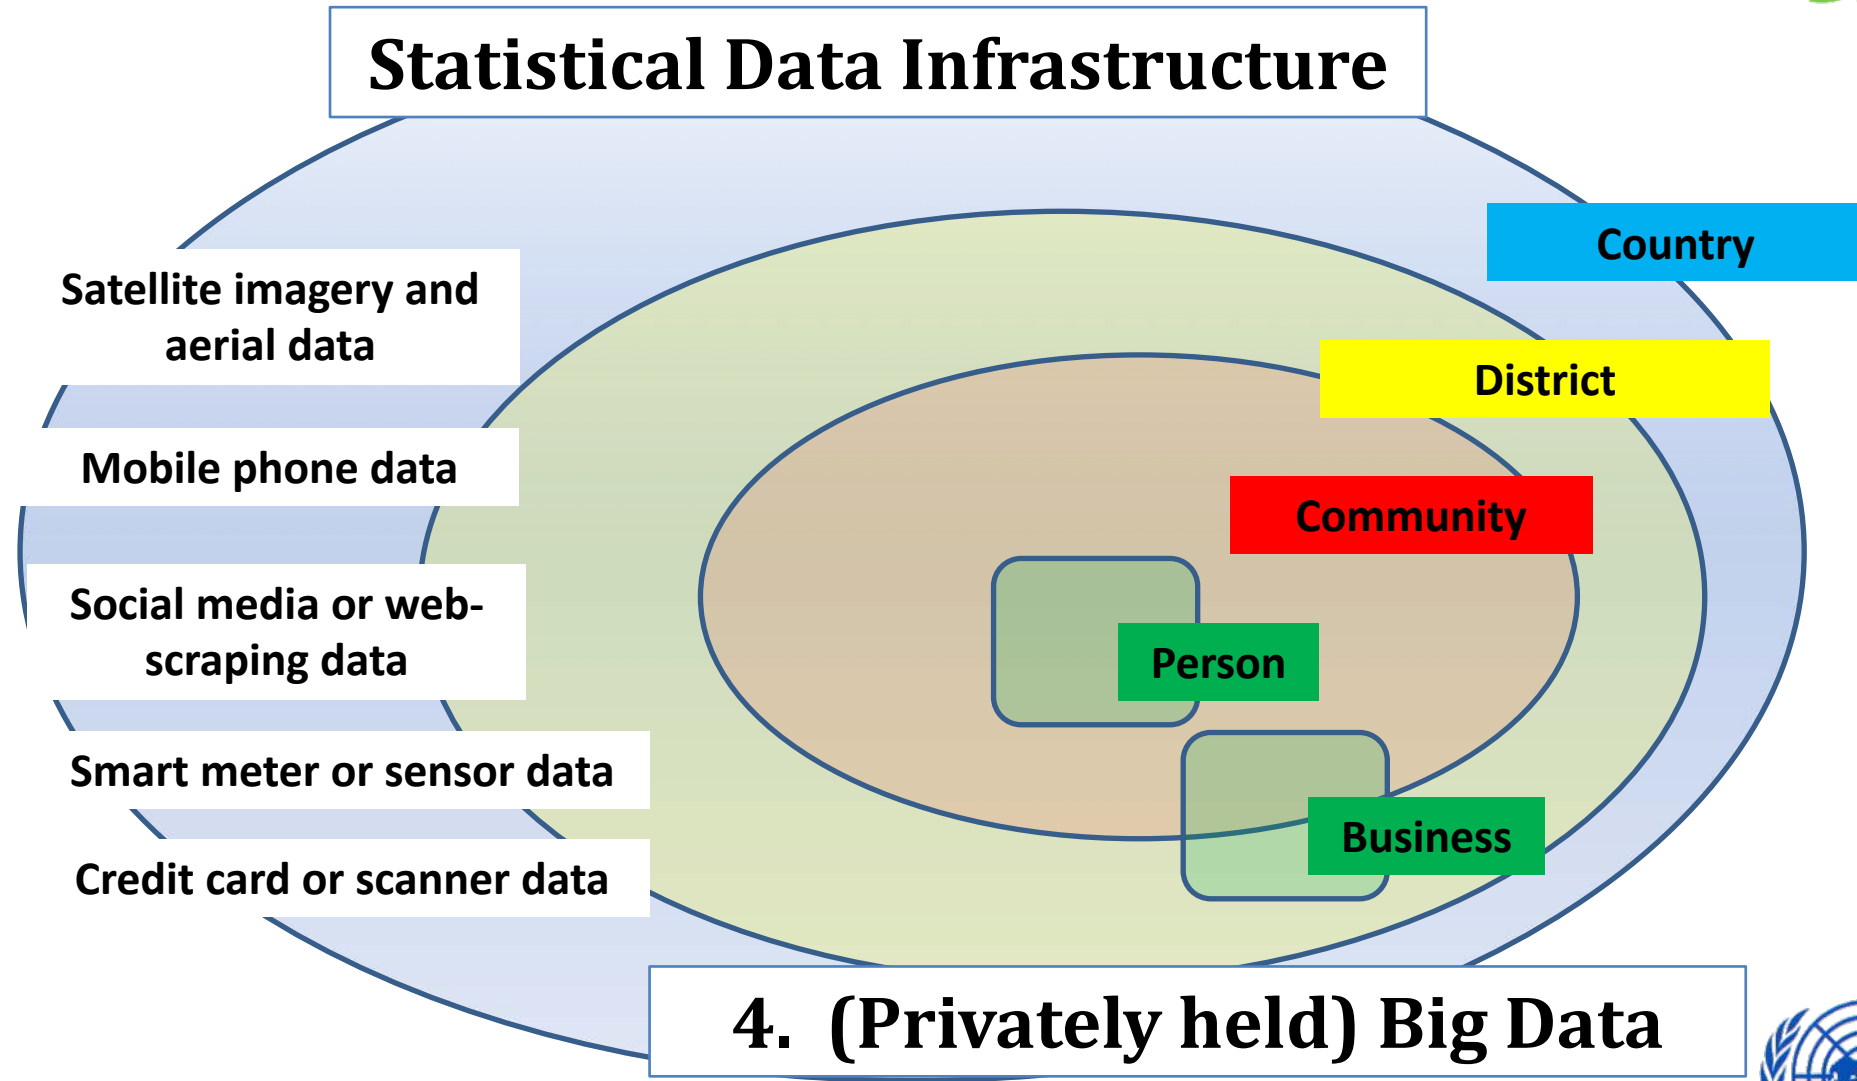 Statistical Data Infrastructure
Country
Satellite imagery and
aerial data
District
Mobile phone data
Community
Social media or web-
scraping data
Person
Smart meter or sensor data
Business
Credit card or scanner data
4. (Privately held) Big Data